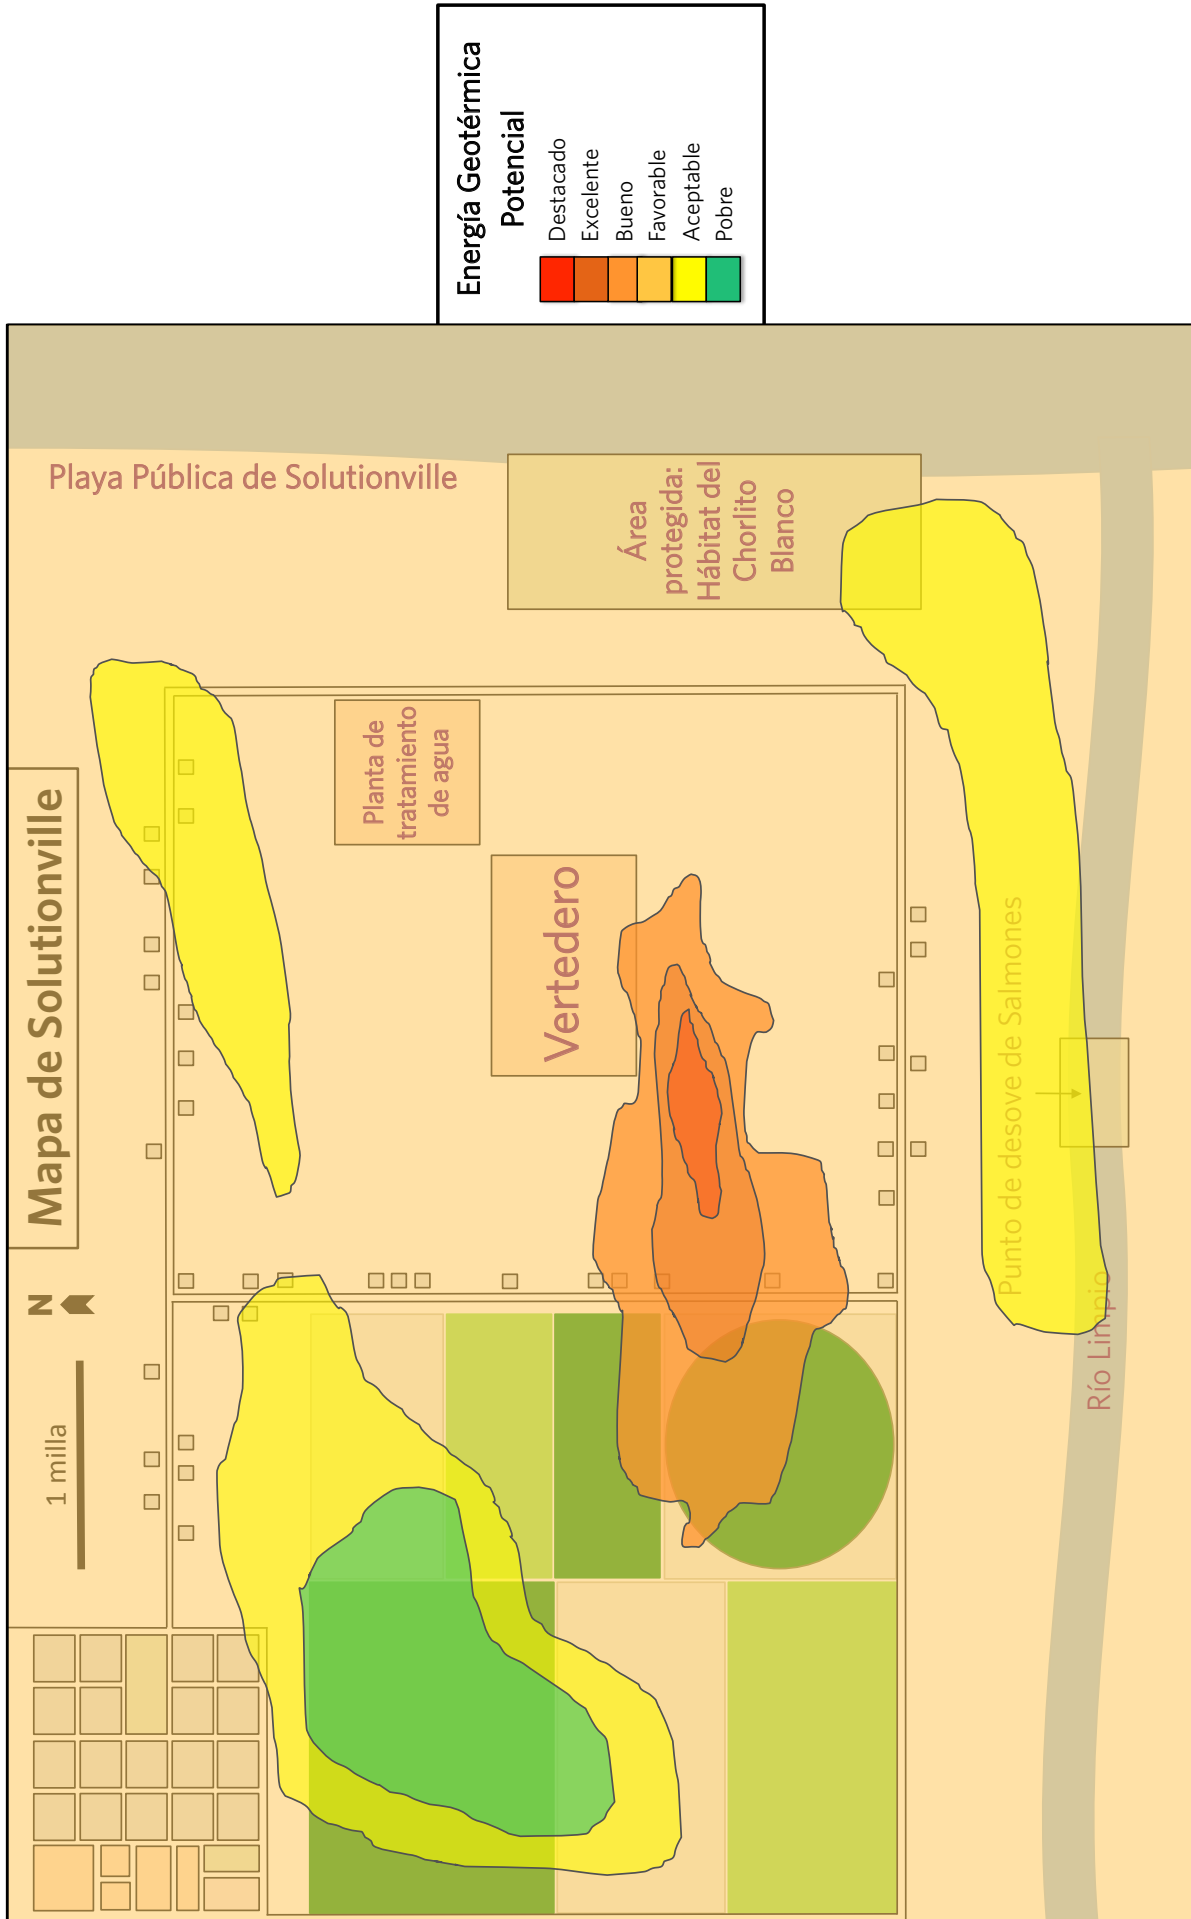 Mapa de Solutionville
N
1 milla
Playa Pública de Solutionville
Planta de
tratamiento
de agua
Vertedero
Área
protegida:
Hábitat del
Chorlito
Blanco
Punto de desove de Salmones
Río Limpio
Energía Geotérmica
Potencial
Destacado
Excelente
Bueno
Favorable
Aceptable
Pobre